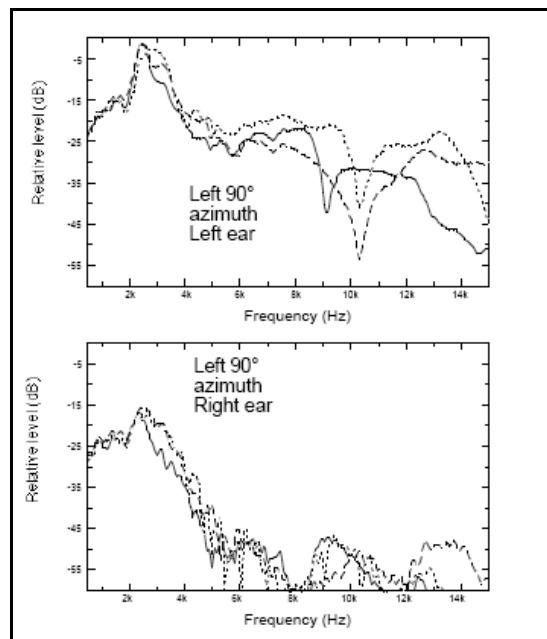 -5
-15
-25
-35
-45
-55
Relative level (dB)
Left 90°
azimuth
Left ear
2k 4k 6k 8k 10k 12k 14k
Frequency (Hz)
-5
-15
-25
-35
-45
-55
Relative level (dB)
Left 90°
azimuth
Right ear
2k 4k 6k 8k 10k 12k 14k
Frequency (Hz)